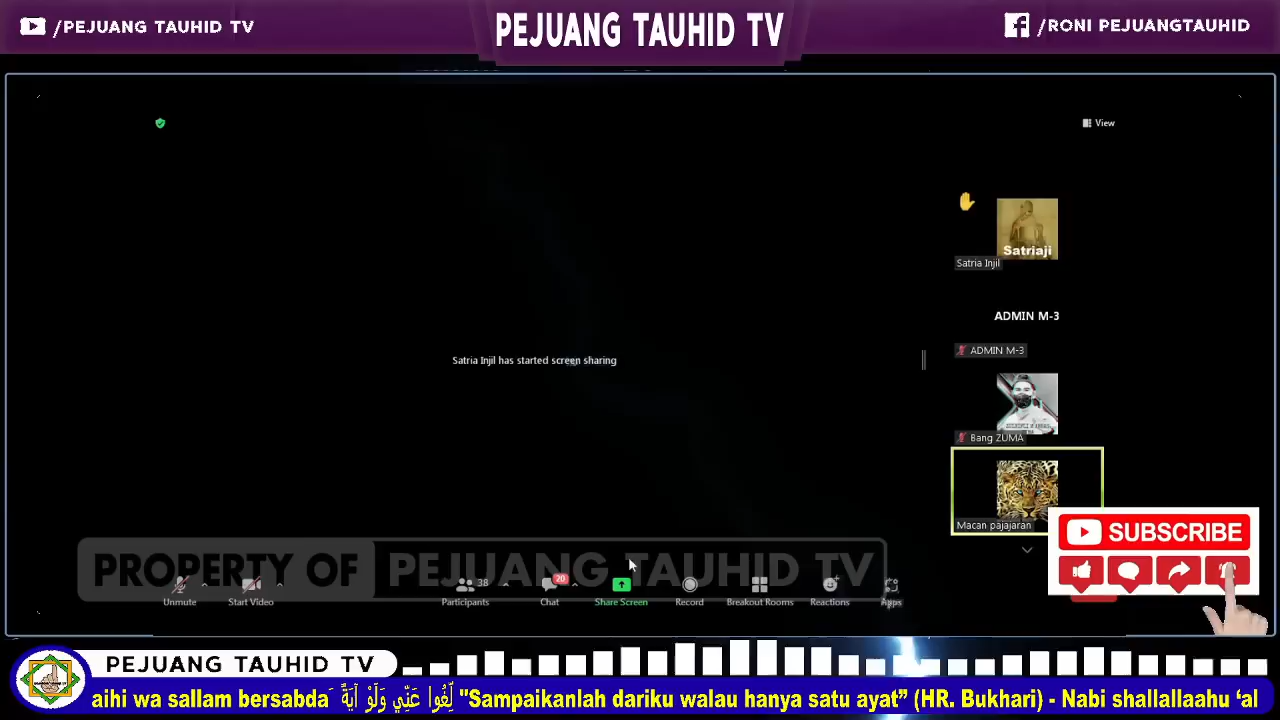 /PEJUANG TAUHID TV
PEJUANG TAUHID TV
/RONI PEJUANGTAUHID
View
Satriaji
Satria Injil
ADMIN M-3
ADMIN M-3
Satria Injil has started screen sharing
Bang ZUMA
Macan pajajaran
SUBSCRIBE
PROPERTY OF PEJUANG TAUHID TV
38
20
Unmute
Start Video
Participants
Chat
Share Screen
Record
Breakout Rooms
Reactions
Apps
PEJUANG TAUHID TV
aihi wa sallam bersabda َ لِّغُوا عَنِّي وَلَوْ آيَةً "Sampaikanlah dariku walau hanya satu ayat” (HR. Bukhari) - Nabi shallallaahu ‘al